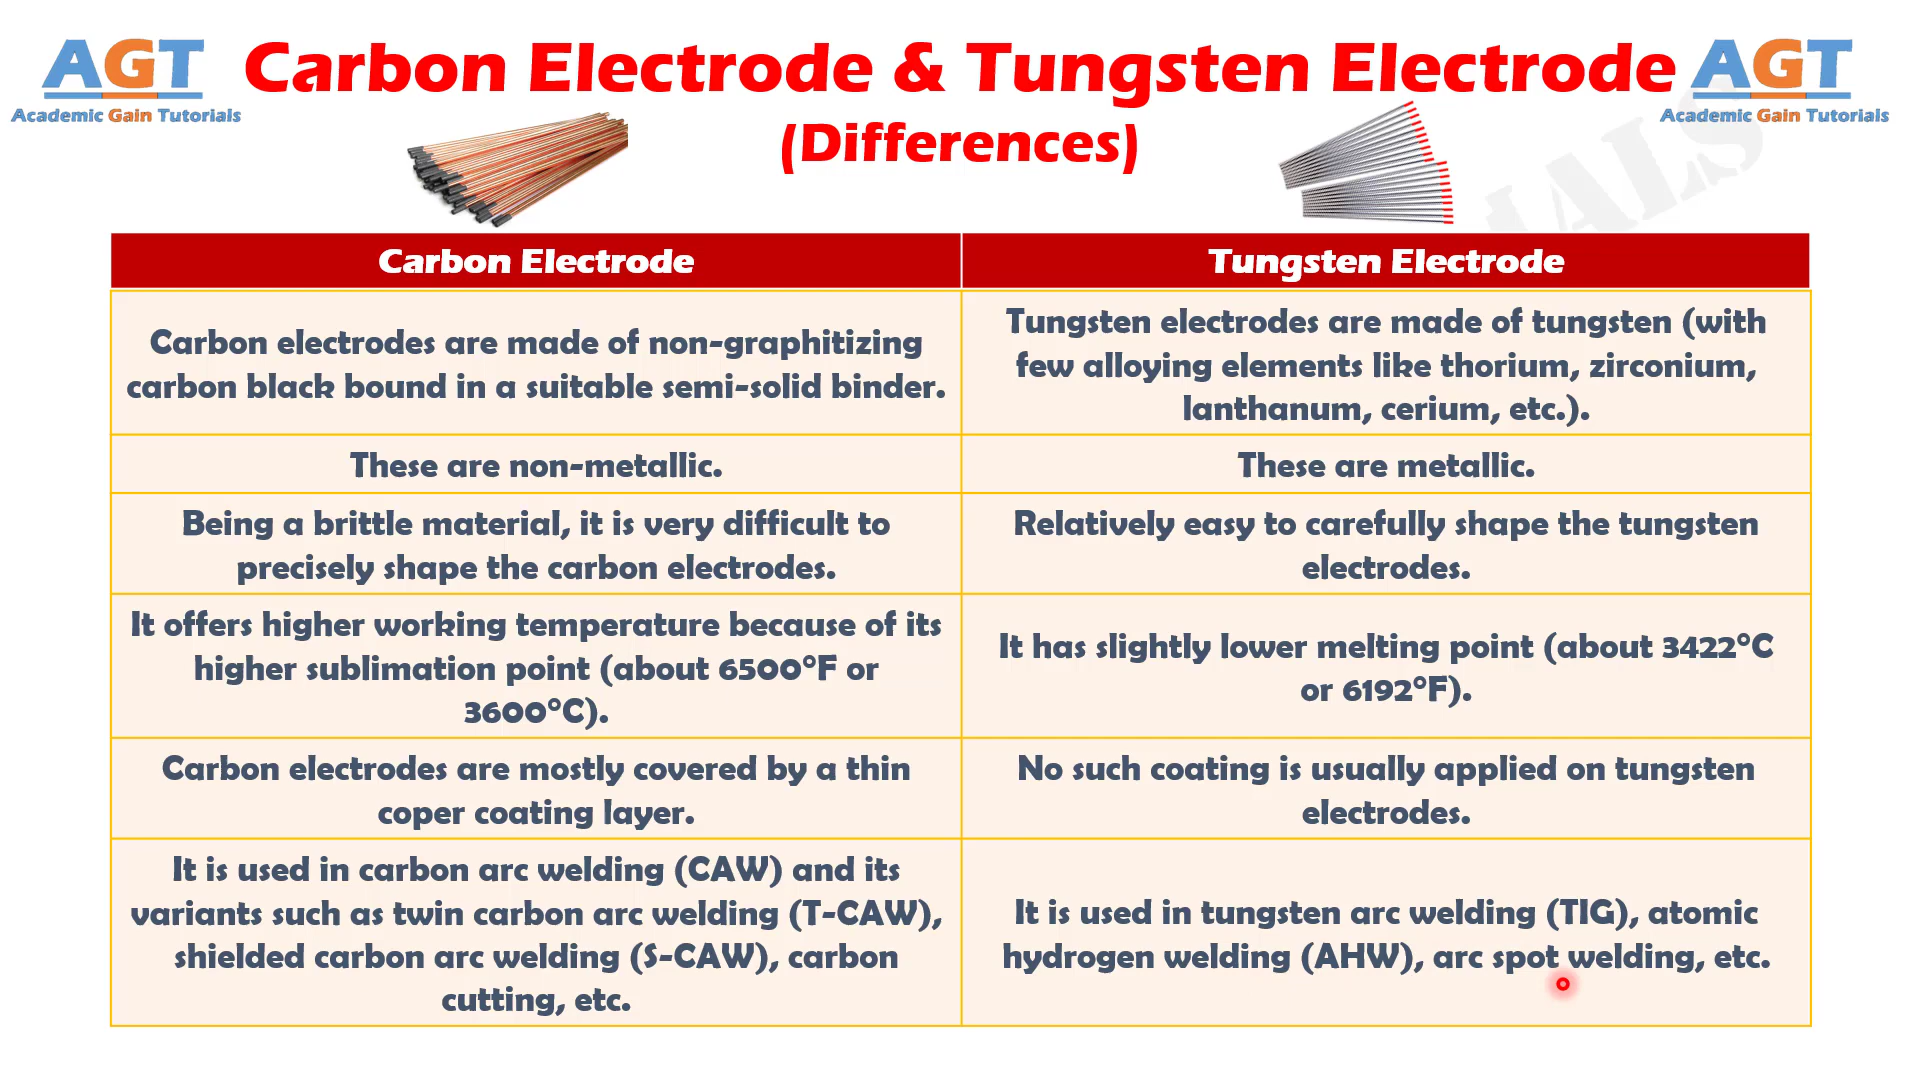 AGT
Academic Gain Tutorials
Carbon Electrode & Tungsten Electrode
(Differences)
AGT
Academic Gain Tutorials
Carbon Electrode
Tungsten Electrode
Carbon electrodes are made of non-graphitizing
carbon black bound in a suitable semi-solid binder.
Tungsten electrodes are made of tungsten (with
few alloying elements like thorium, zirconium,
lanthanum, cerium, etc.).
These are non-metallic.
These are metallic.
Being a brittle material, it is very difficult to
precisely shape the carbon electrodes.
Relatively easy to carefully shape the tungsten
electrodes.
It offers higher working temperature because of its
higher sublimation point (about 6500°F or
3600°C).
It has slightly lower melting point (about 3422°C
or 6192°F).
Carbon electrodes are mostly covered by a thin
coper coating layer.
No such coating is usually applied on tungsten
electrodes.
It is used in carbon arc welding (CAW) and its
variants such as twin carbon arc welding (T-CAW),
shielded carbon arc welding (S-CAW), carbon
cutting, etc.
It is used in tungsten arc welding (TIG), atomic
hydrogen welding (AHW), arc spot welding, etc.